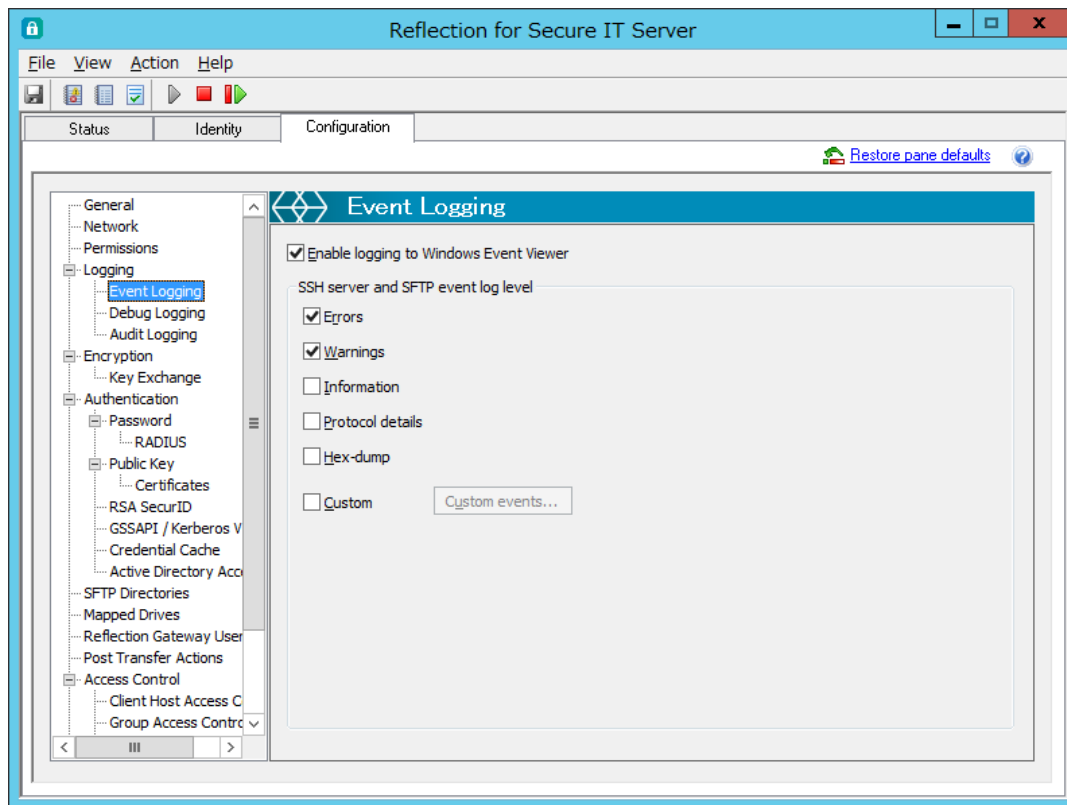 Reflection for Secure IT Server
File View Action Help
Status Identity Configuration
Restore pane defaults
General
Network
Permissions
Logging
Event Logging
Debug Logging
Audit Logging
Encryption
Key Exchange
Authentication
Password
RADIUS
Public Key
Certificates
RSA SecurID
GSSAPI / Kerberos V
Credential Cache
Active Directory Acc
SFTP Directories
Mapped Drives
Reflection Gateway User
Post Transfer Actions
Access Control
Client Host Access C
Group Access Contro
Event Logging
Enable logging to Windows Event Viewer
SSH server and SFTP event log level
Errors
Warnings
Information
Protocol details
Hex-dump
Custom Custom events...